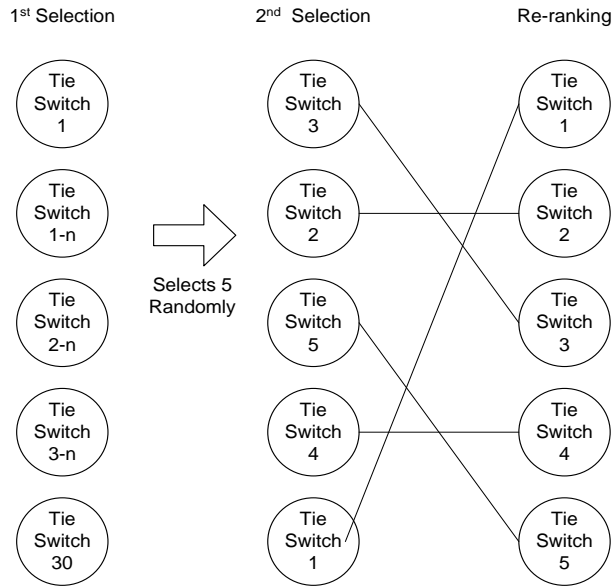 1st Selection
2nd Selection
Re-ranking
Tie
Switch
1
Tie
Switch
1-n
Tie
Switch
2-n
Tie
Switch
3-n
Tie
Switch
30
Selects 5
Randomly
Tie
Switch
3
Tie
Switch
2
Tie
Switch
5
Tie
Switch
4
Tie
Switch
1
Tie
Switch
1
Tie
Switch
2
Tie
Switch
3
Tie
Switch
4
Tie
Switch
5